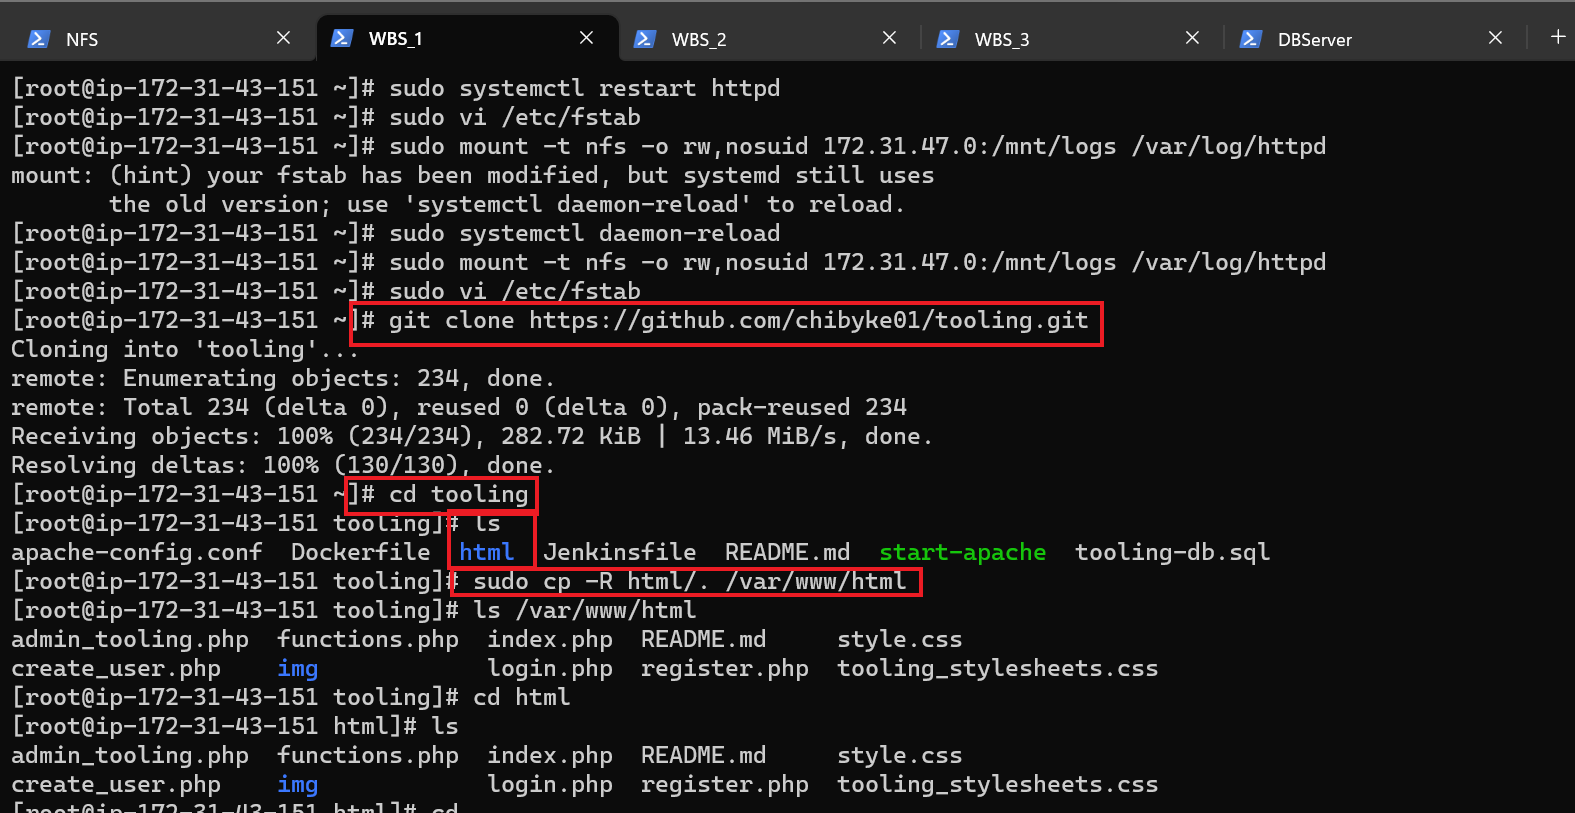 NFS WBS_1 WBS_2 WBS_3 DBServer
[root@ip-172-31-43-151 ~]# sudo systemctl restart httpd
[root@ip-172-31-43-151 ~]# sudo vi /etc/fstab
[root@ip-172-31-43-151 ~]# sudo mount -t nfs -o rw,nosuid 172.31.47.0:/mnt/logs /var/log/httpd
mount: (hint) your fstab has been modified, but systemd still uses
       the old version; use 'systemctl daemon-reload' to reload.
[root@ip-172-31-43-151 ~]# sudo systemctl daemon-reload
[root@ip-172-31-43-151 ~]# sudo mount -t nfs -o rw,nosuid 172.31.47.0:/mnt/logs /var/log/httpd
[root@ip-172-31-43-151 ~]# sudo vi /etc/fstab
[root@ip-172-31-43-151 ~]# git clone https://github.com/chibyke01/tooling.git
Cloning into 'tooling'...
remote: Enumerating objects: 234, done.
remote: Total 234 (delta 0), reused 0 (delta 0), pack-reused 234
Receiving objects: 100% (234/234), 282.72 KiB | 13.46 MiB/s, done.
Resolving deltas: 100% (130/130), done.
[root@ip-172-31-43-151 ~]# cd tooling
[root@ip-172-31-43-151 tooling]# ls
apache-config.conf  Dockerfile  html  Jenkinsfile  README.md  start-apache  tooling-db.sql
[root@ip-172-31-43-151 tooling]# sudo cp -R html/. /var/www/html
[root@ip-172-31-43-151 tooling]# ls /var/www/html
admin_tooling.php  functions.php  index.php  README.md     style.css
create_user.php    img            login.php  register.php  tooling_stylesheets.css
[root@ip-172-31-43-151 tooling]# cd html
[root@ip-172-31-43-151 html]# ls
admin_tooling.php  functions.php  index.php  README.md     style.css
create_user.php    img            login.php  register.php  tooling_stylesheets.css
[root@ip-172-31-43-151 html]# cd